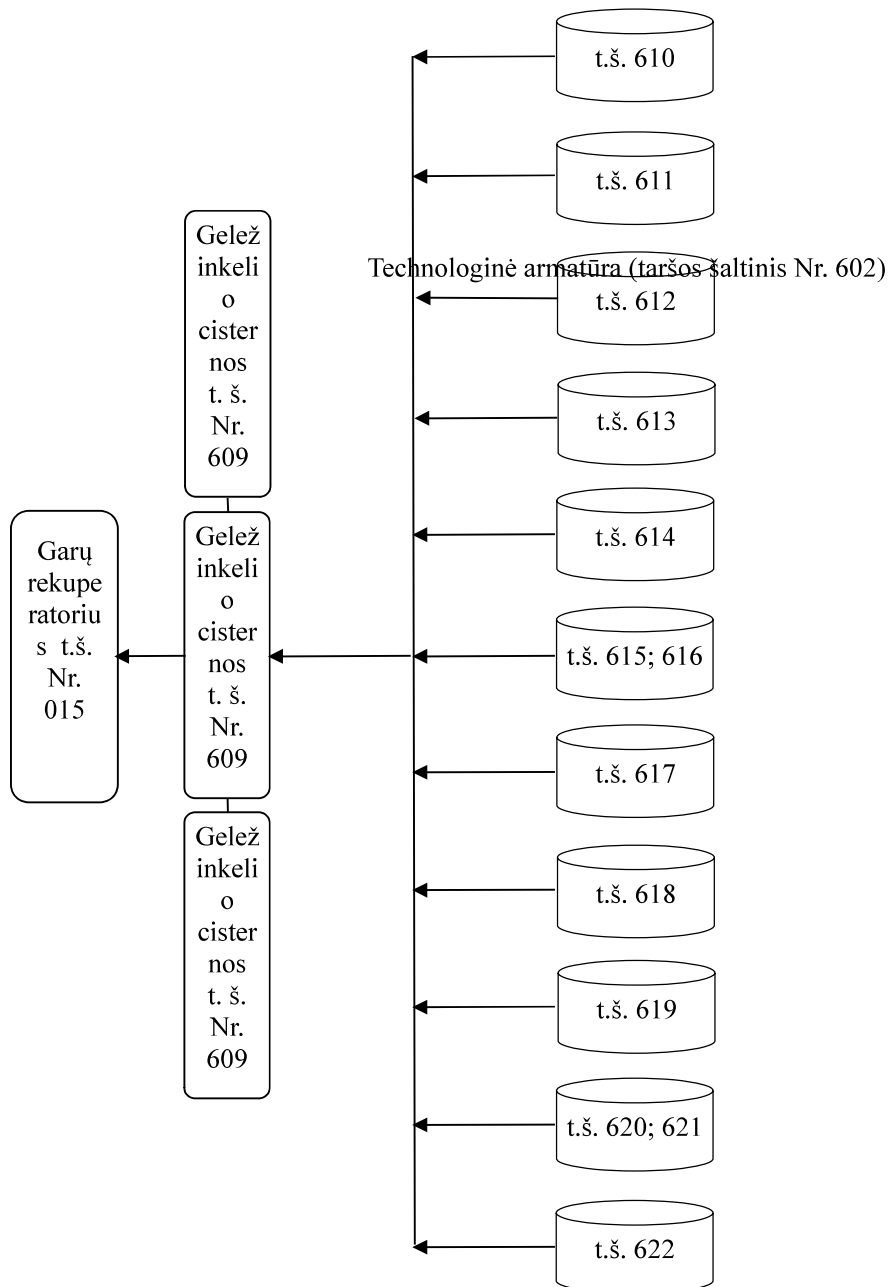 Garų
rekupe
ratoriu
s t.š.
Nr.
015
Gelež
inkeli
o
cister
nos
t. š.
Nr.
609
Gelež
inkeli
o
cister
nos
t. š.
Nr.
609
Gelež
inkeli
o
cister
nos
t. š.
Nr.
609
t.š. 610
t.š. 611
Technologinė armatūra (taršos šaltinis Nr. 602)
t.š. 612
t.š. 613
t.š. 614
t.š. 615; 616
t.š. 617
t.š. 618
t.š. 619
t.š. 620; 621
t.š. 622